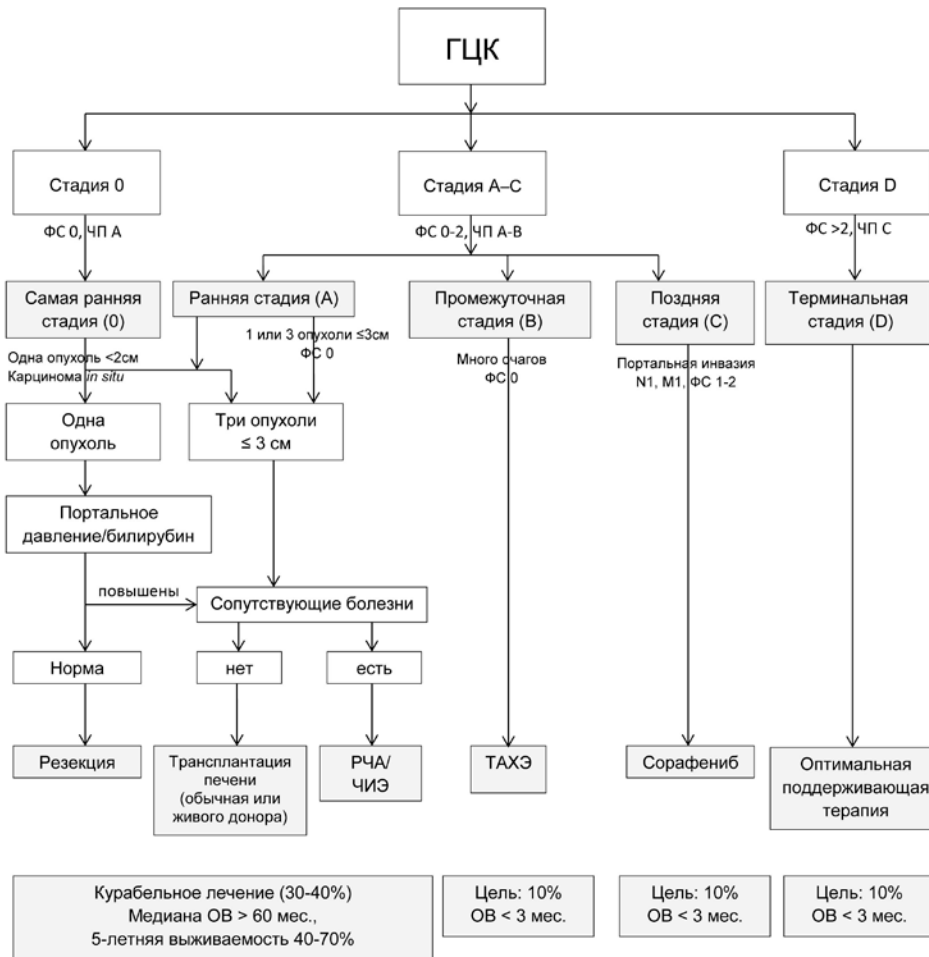 ГЦК
Стадия 0
Стадия А–С
Стадия D
ФС 0, ЧП А
ФС 0-2, ЧП А-В
ФС >2, ЧП С
Самая ранняя
стадия (0)
Ранняя стадия (А)
Промежуточная
стадия (В)
Поздняя
стадия (С)
Терминальная
стадия (D)
1 или 3 опухоли ≤3см
ФС 0
Одна опухоль <2см
Карцинома in situ
Много очагов
ФС 0
Портальная инвазия
N1, M1, ФС 1-2
Одна
опухоль
Три опухоли
≤ 3 см
Портальное
давление/билирубин
повышены
Сопутствующие болезни
Норма
нет
есть
Резекция
Трансплантация
печени
(обычная или
живого донора)
РЧА/
ЧИЭ
ТАХЭ
Сорафениб
Оптимальная
поддерживающая
терапия
Курабельное лечение (30-40%)
Медиана ОВ > 60 мес.,
5-летняя выживаемость 40-70%
Цель: 10%
ОВ < 3 мес.
Цель: 10%
ОВ < 3 мес.
Цель: 10%
ОВ < 3 мес.